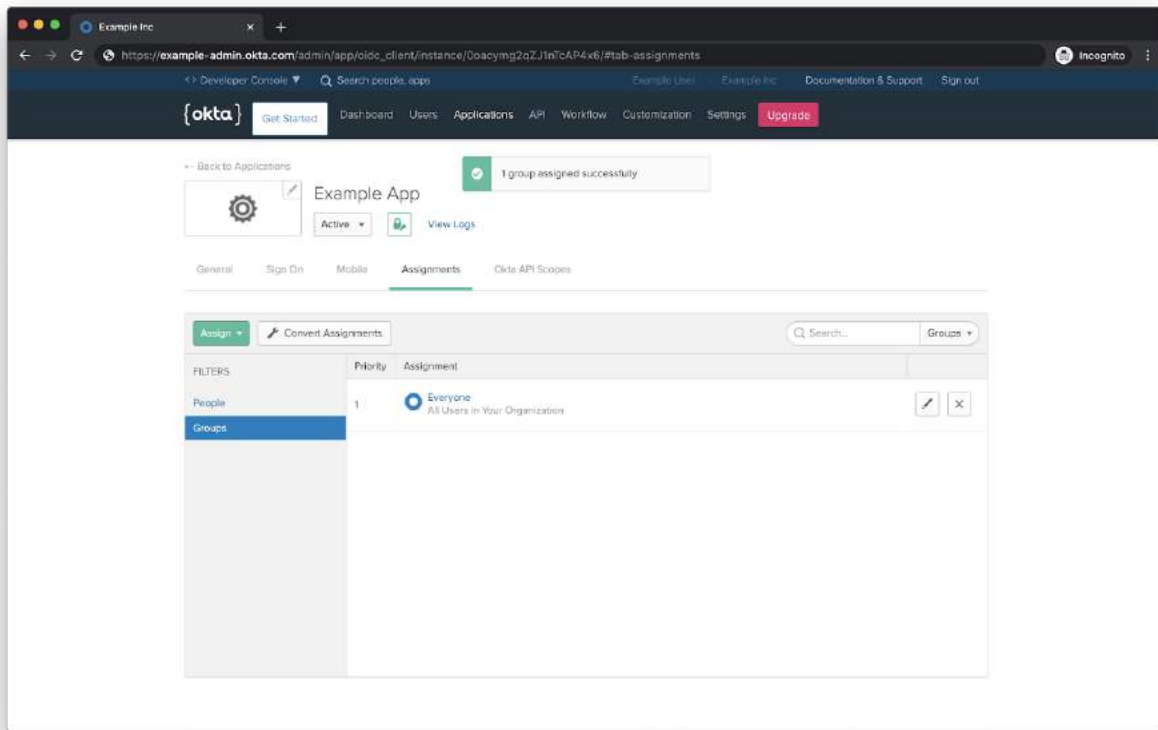 Example Inc × +
https://example-admin.okta.com/admin/app/oidc_client/instance/0oacymg2qZJ1nTcAP4x6/#tab-assignments Incognito
<> Developer Console ▼ Search people, apps Example User Example Inc Documentation & Support Sign out
{okta} Get Started Dashboard Users Applications API Workflow Customization Settings Upgrade
← Back to Applications
1 group assigned successfully
Example App
Active ▾ View Logs
General Sign On Mobile Assignments Okta API Scopes
Assign ▾ Convert Assignments Search... Groups ▾
FILTERS Priority Assignment
People 1 Everyone
All Users in Your Organization
Groups